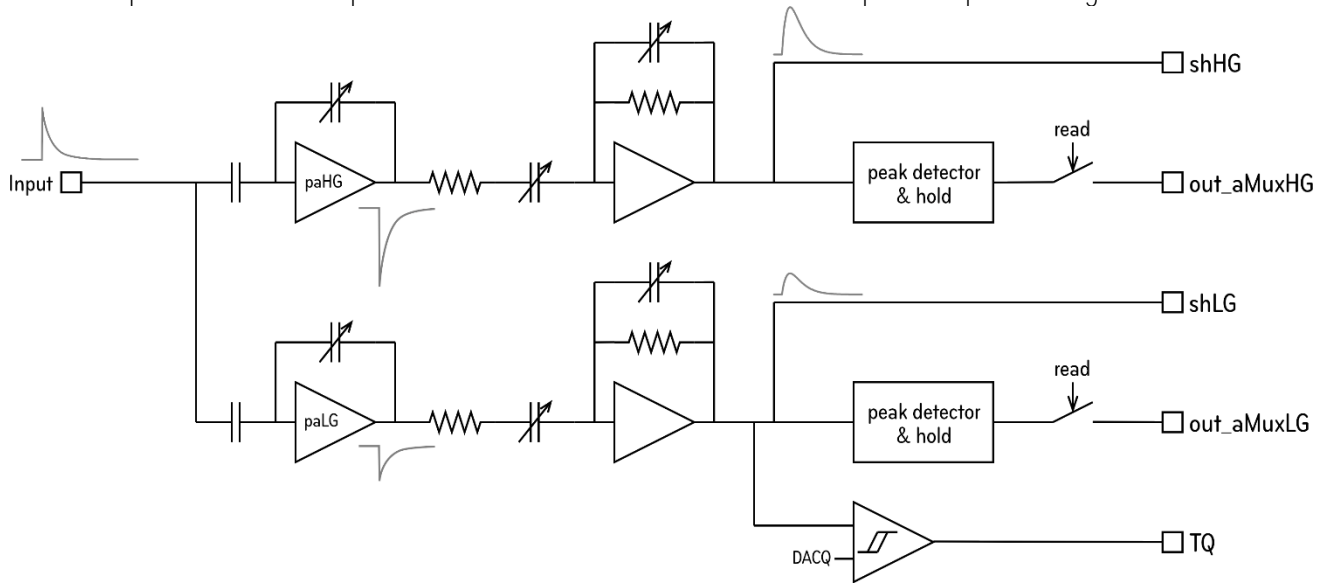 shHG
read
Input
paHG
peak detector
& hold
out_aMuxHG
shLG
read
paLG
peak detector
& hold
out_aMuxLG
DACQ
TQ